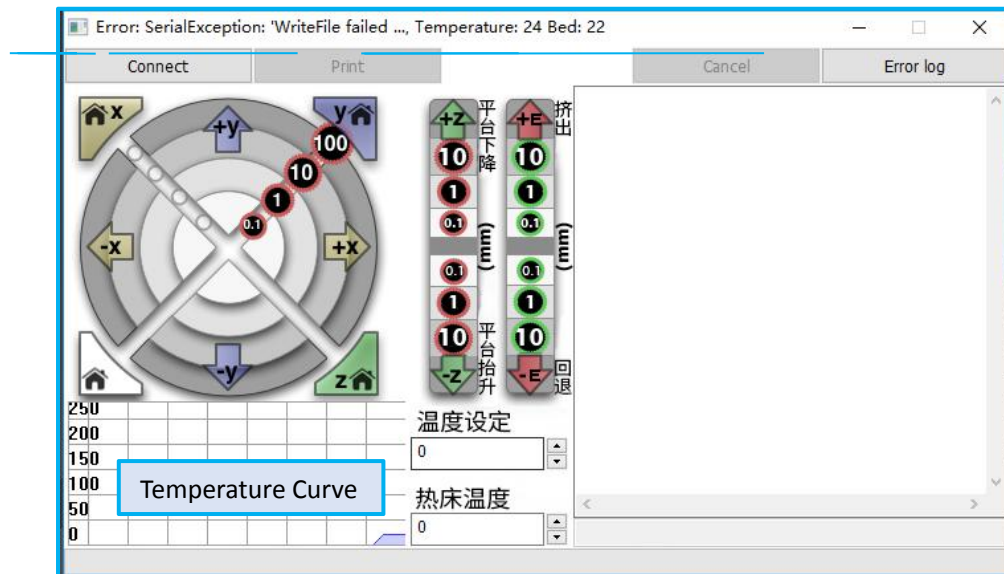 Error: SerialException: 'WriteFile failed ..., Temperature: 24 Bed: 22
Connect
Print
Cancel
Error log
x
+y
y
100
10
1
0.1
-x
+x
-y
z
+Z
10
1
0.1
0.1
1
10
-Z
平台下降
(mm)
平台抬升
+E
10
1
0.1
0.1
1
10
-E
挤出
(mm)
回退
250
200
150
100
50
0
Temperature Curve
温度设定
0
热床温度
0